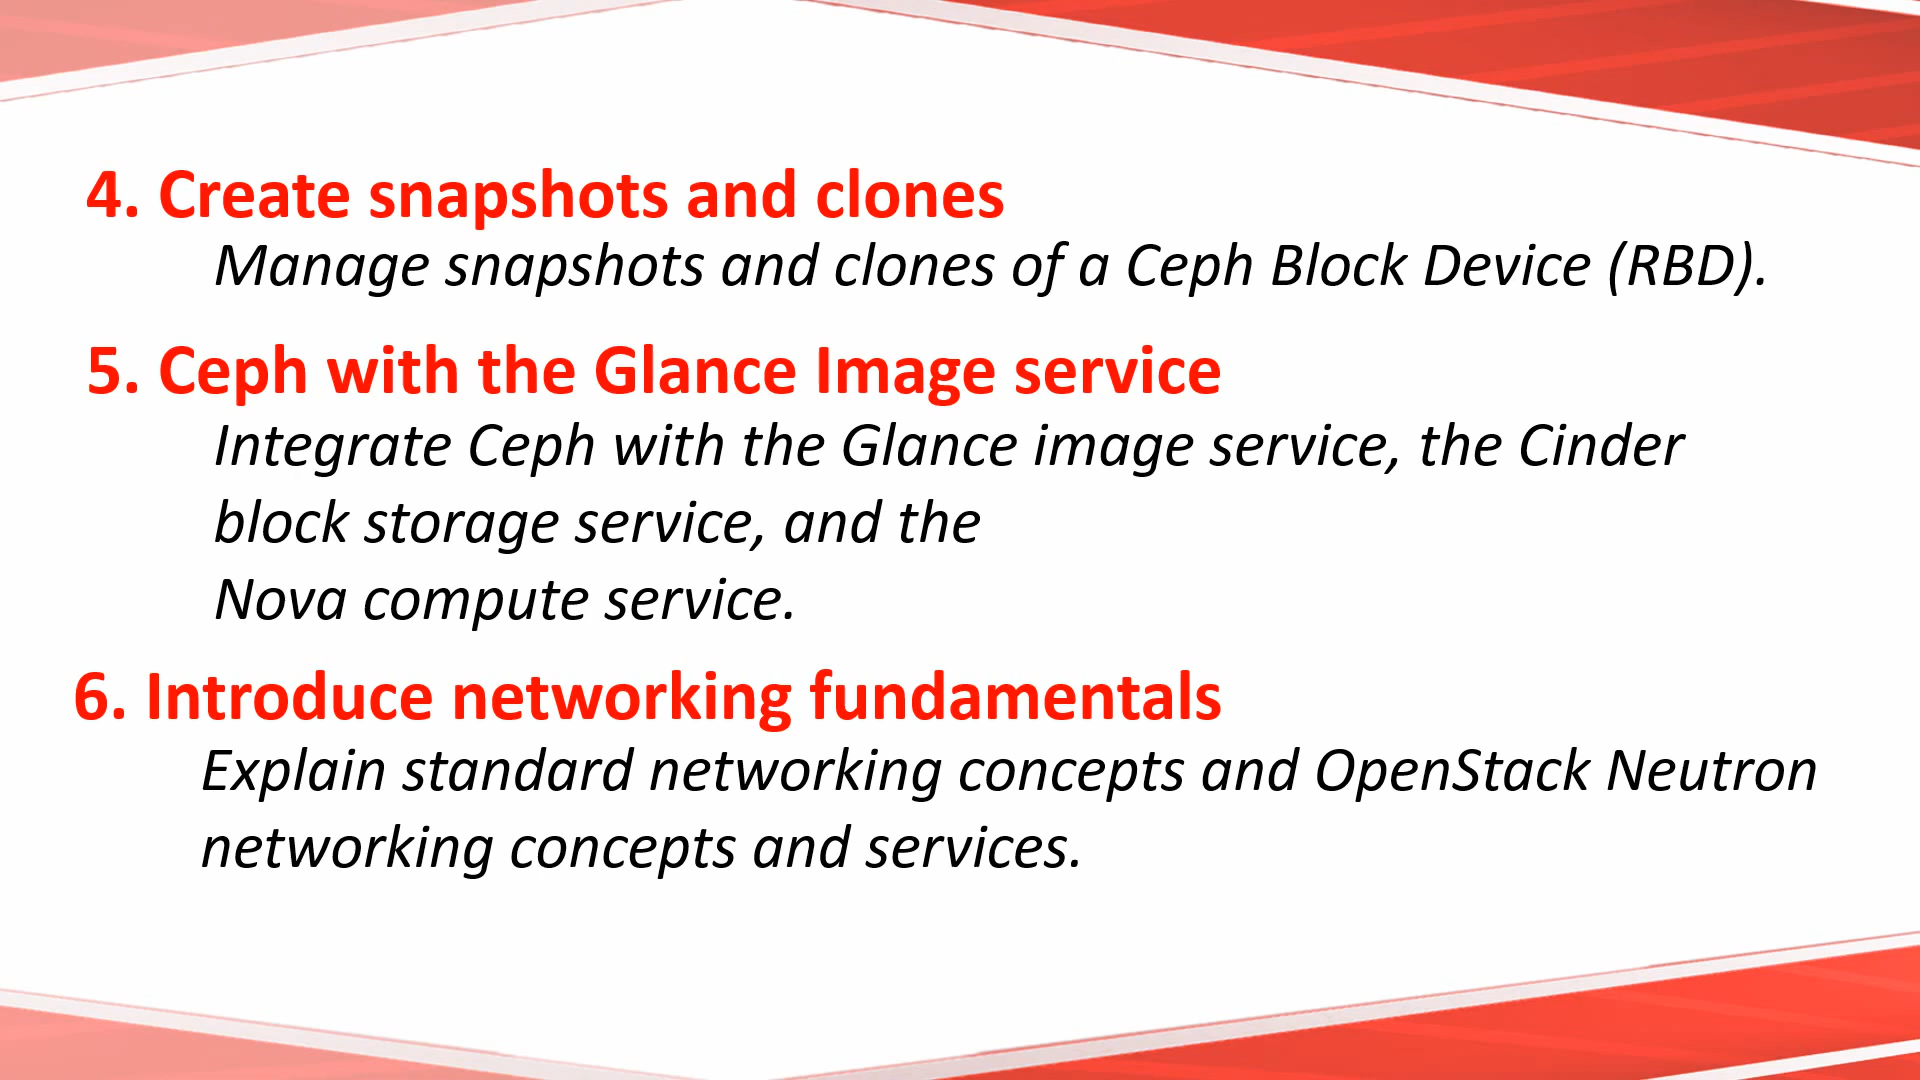 4. Create snapshots and clones
Manage snapshots and clones of a Ceph Block Device (RBD).
5. Ceph with the Glance Image service
Integrate Ceph with the Glance image service, the Cinder
block storage service, and the
Nova compute service.
6. Introduce networking fundamentals
Explain standard networking concepts and OpenStack Neutron
networking concepts and services.